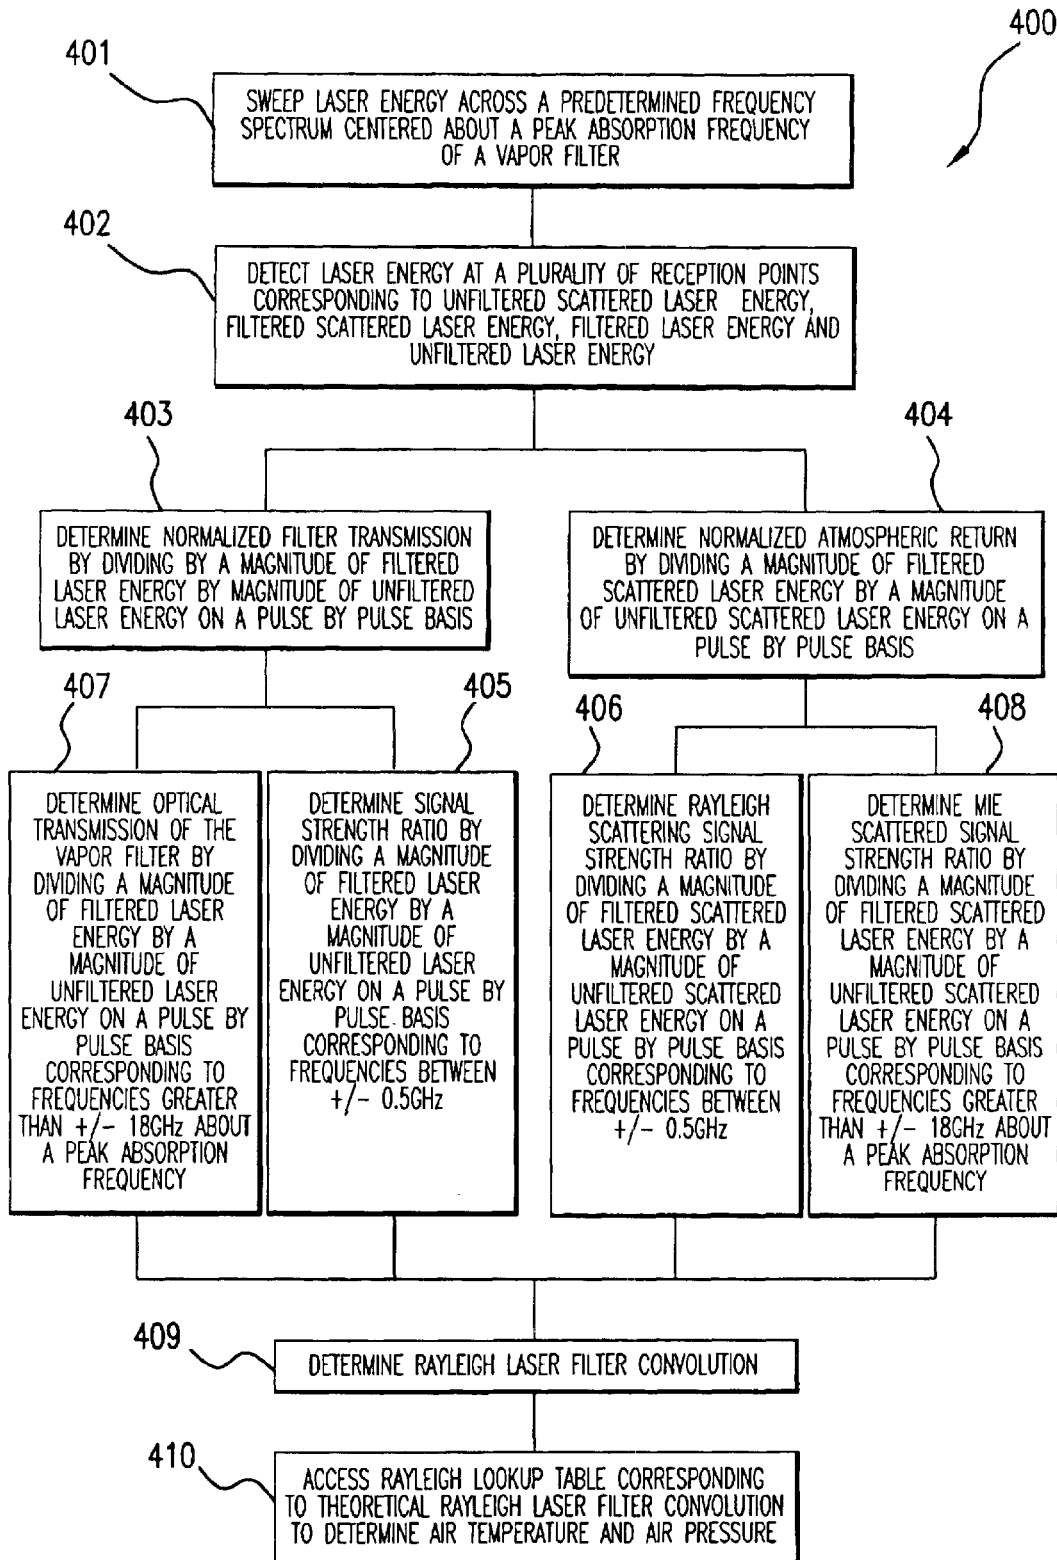 400
401
SWEEP LASER ENERGY ACROSS A PREDETERMINED FREQUENCY
SPECTRUM CENTERED ABOUT A PEAK ABSORPTION FREQUENCY
OF A VAPOR FILTER
402
DETECT LASER ENERGY AT A PLURALITY OF RECEPTION POINTS
CORRESPONDING TO UNFILTERED SCATTERED LASER ENERGY,
FILTERED SCATTERED LASER ENERGY, FILTERED LASER ENERGY AND
UNFILTERED LASER ENERGY
403
DETERMINE NORMALIZED FILTER TRANSMISSION
BY DIVIDING BY A MAGNITUDE OF FILTERED
LASER ENERGY BY MAGNITUDE OF UNFILTERED
LASER ENERGY ON A PULSE BY PULSE BASIS
404
DETERMINE NORMALIZED ATMOSPHERIC RETURN
BY DIVIDING A MAGNITUDE OF FILTERED
SCATTERED LASER ENERGY BY A MAGNITUDE
OF UNFILTERED SCATTERED LASER ENERGY ON A
PULSE BY PULSE BASIS
407
DETERMINE OPTICAL
TRANSMISSION OF THE
VAPOR FILTER BY
DIVIDING A MAGNITUDE
OF FILTERED LASER
ENERGY BY A
MAGNITUDE OF
UNFILTERED LASER
ENERGY ON A PULSE BY
PULSE BASIS
CORRESPONDING TO
FREQUENCIES GREATER
THAN +/- 18GHz ABOUT
A PEAK ABSORPTION
FREQUENCY
405
DETERMINE SIGNAL
STRENGTH RATIO BY
DIVIDING A MAGNITUDE
OF FILTERED LASER
ENERGY BY A
MAGNITUDE OF
UNFILTERED LASER
ENERGY ON A PULSE BY
PULSE BASIS
CORRESPONDING TO
FREQUENCIES BETWEEN
+/- 0.5GHz
406
DETERMINE RAYLEIGH
SCATTERING SIGNAL
STRENGTH RATIO BY
DIVIDING A MAGNITUDE
OF FILTERED SCATTERED
LASER ENERGY BY A
MAGNITUDE OF
UNFILTERED SCATTERED
LASER ENERGY ON A
PULSE BY PULSE BASIS
CORRESPONDING TO
FREQUENCIES BETWEEN
+/- 0.5GHz
408
DETERMINE MIE
SCATTERED SIGNAL
STRENGTH RATIO BY
DIVIDING A MAGNITUDE
OF FILTERED SCATTERED
LASER ENERGY BY A
MAGNITUDE OF
UNFILTERED SCATTERED
LASER ENERGY ON A
PULSE BY PULSE BASIS
CORRESPONDING TO
FREQUENCIES GREATER
THAN +/- 18GHz ABOUT
A PEAK ABSORPTION
FREQUENCY
409
DETERMINE RAYLEIGH LASER FILTER CONVOLUTION
410
ACCESS RAYLEIGH LOOKUP TABLE CORRESPONDING
TO THEORETICAL RAYLEIGH LASER FILTER CONVOLUTION
TO DETERMINE AIR TEMPERATURE AND AIR PRESSURE